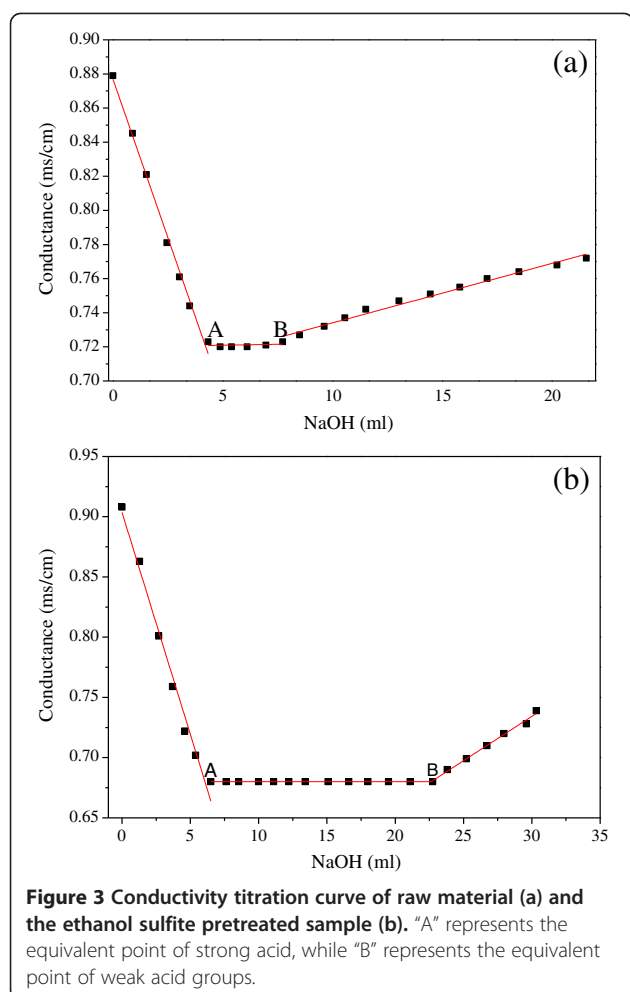 (a)
Conductance (ms/cm)
0.90
0.88
0.86
0.84
0.82
0.80
0.78
0.76
0.74
0.72
0.70
A
B
0
5
10
15
20
NaOH (ml)
(b)
Conductance (ms/cm)
0.95
0.90
0.85
0.80
0.75
0.70
0.65
A
B
0
5
10
15
20
25
30
35
NaOH (ml)
Figure 3 Conductivity titration curve of raw material (a) and
the ethanol sulfite pretreated sample (b). “A” represents the
equivalent point of strong acid, while “B” represents the equivalent
point of weak acid groups.